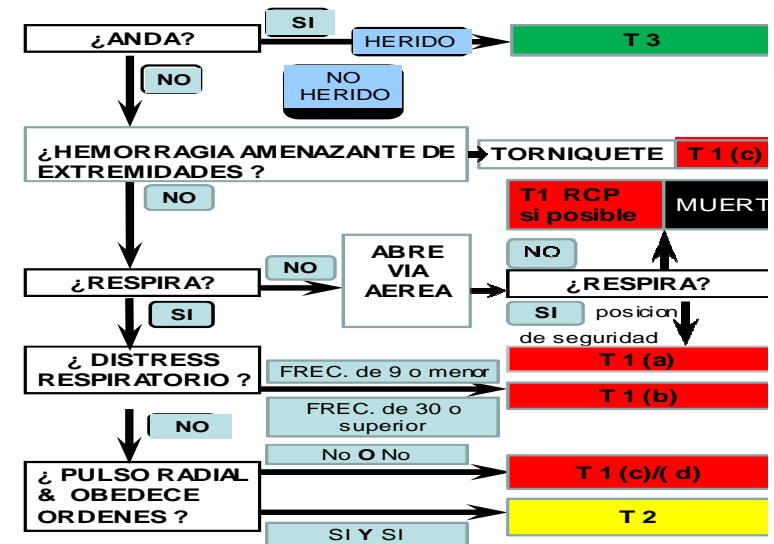 ¿ANDA?
SI
HERIDO
T 3
NO
NO
HERIDO
¿HEMORRAGIA AMENAZANTE DE
EXTREMIDADES ?
TORNIQUETE
T 1 (c)
NO
T1 RCP
si posible
MUERT
¿RESPIRA?
NO
ABRE
VIA
AEREA
NO
¿RESPIRA?
SI
SI
posicion
de seguridad
¿ DISTRESS
RESPIRATORIO ?
FREC. de 9 o menor
T 1 (a)
T 1 (b)
FREC. de 30 o
superior
NO
No O No
¿ PULSO RADIAL
& OBEDECE
ORDENES ?
T 1 (c)/( d)
T 2
SI Y SI